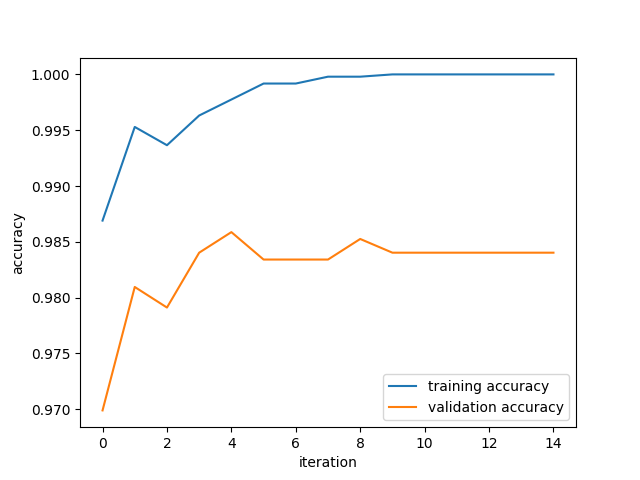 1.000
0.995
0.990
0.985
0.980
0.975
0.970
accuracy
training accuracy
validation accuracy
0 2 4 6 8 10 12 14
iteration